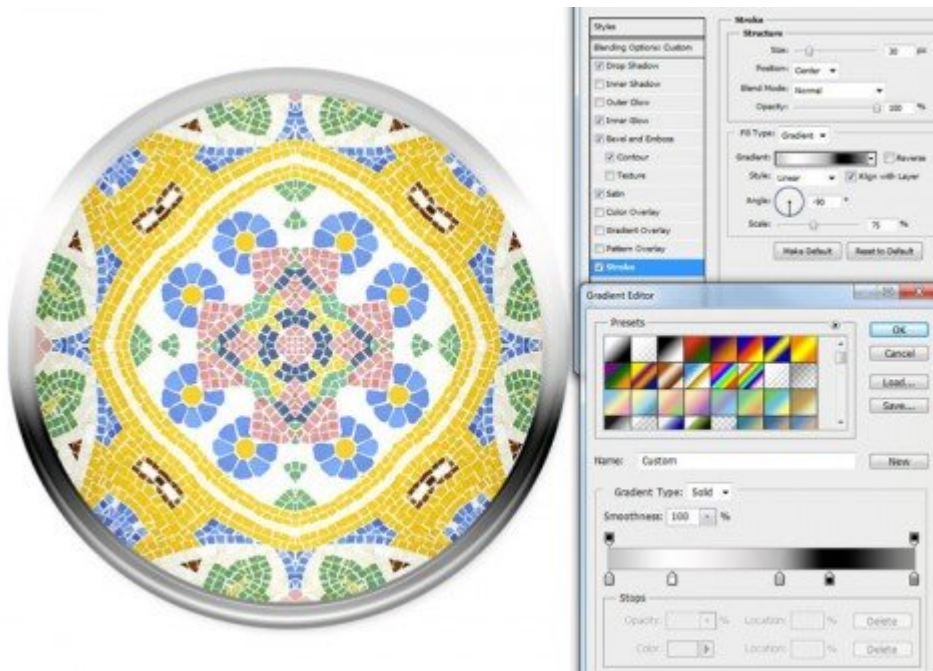 Styles
Blending Options: Custom
Drop Shadow
Inner Shadow
Outer Glow
Inner Glow
Bevel and Emboss
Contour
Texture
Satin
Color Overlay
Gradient Overlay
Pattern Overlay
Stroke
Stroke
Structure
Size: 30 px
Position: Center
Blend Mode: Normal
Opacity: 100 %
Fill Type: Gradient
Gradient: Reverse
Style: Linear Align with Layer
Angle: -90 °
Scale: 75 %
Make Default Reset to Default
Gradient Editor
Presets
OK
Cancel
Load...
Save...
Name: Custom New
Gradient Type: Solid
Smoothness: 100 %
Stops
Opacity: % Location: % Delete
Color: Location: % Delete